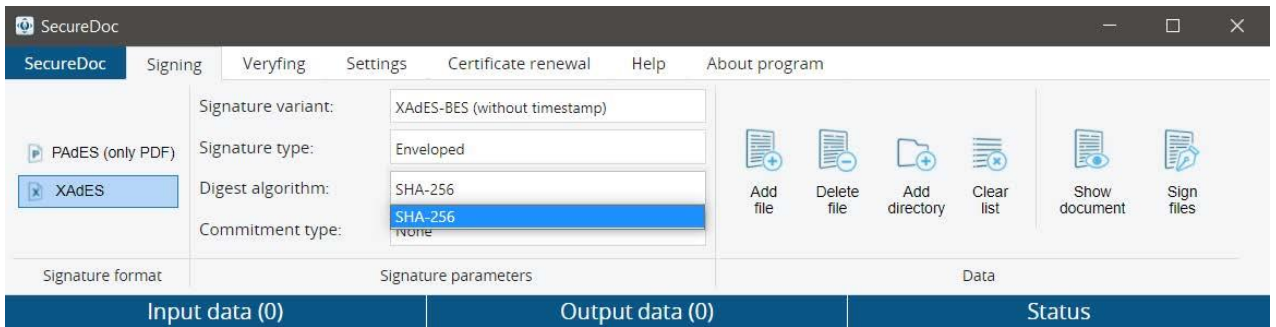 SecureDoc
SecureDoc Signing Veryfing Settings Certificate renewal Help About program
PAdES (only PDF)
XAdES
Signature format
Signature variant: XAdES-BES (without timestamp)
Signature type: Enveloped
Digest algorithm: SHA-256
SHA-256
Commitment type: None
Signature parameters
Add file
Delete file
Add directory
Clear list
Show document
Sign files
Data
Input data (0) Output data (0) Status